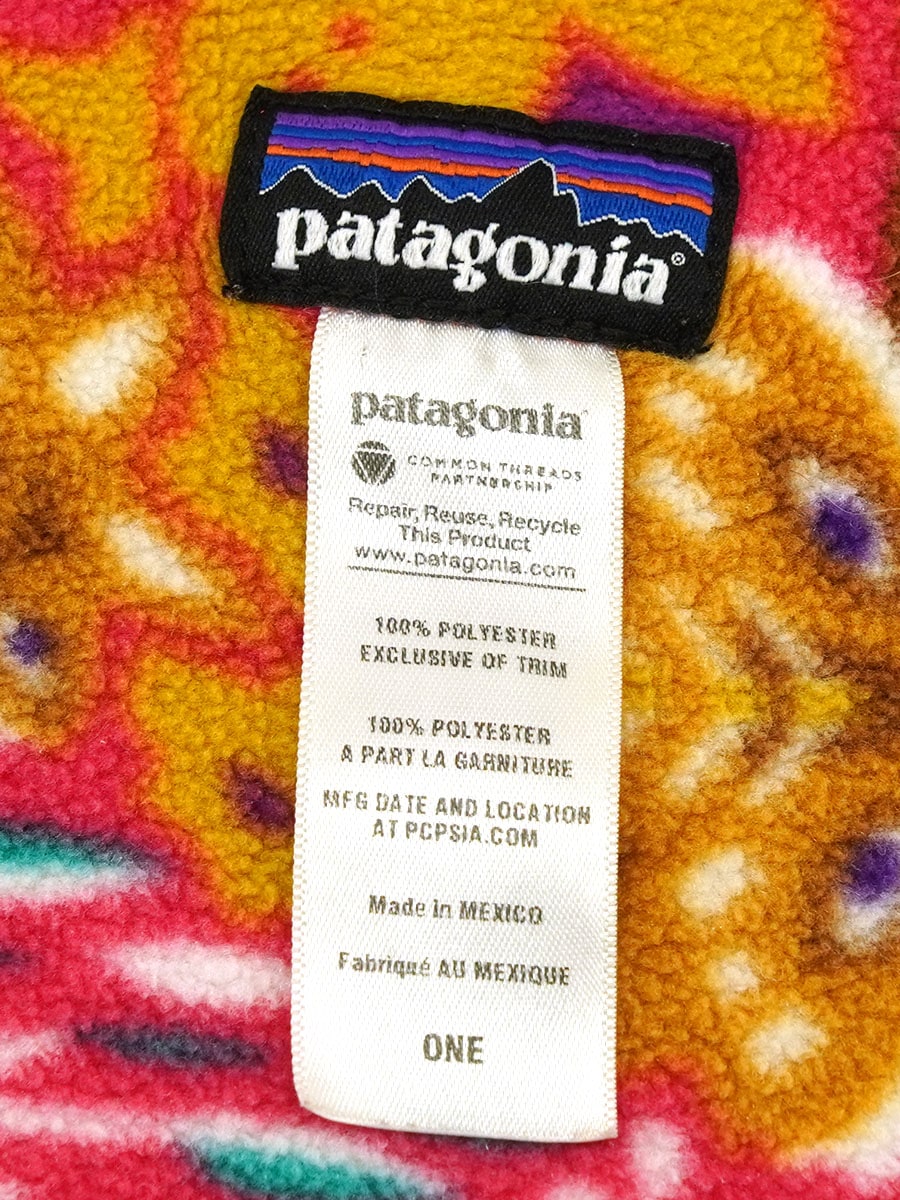 patagonia®
patagonia
COMMON THREADS
PARTNERSHIP
Repair, Reuse, Recycle
This Product
www.patagonia.com
100% POLYESTER
EXCLUSIVE OF TRIM
100% POLYESTER
A PART LA GARNITURE
MFG DATE AND LOCATION
AT PCPSIA.COM
Made in MEXICO
Fabriqué AU MEXIQUE
ONE